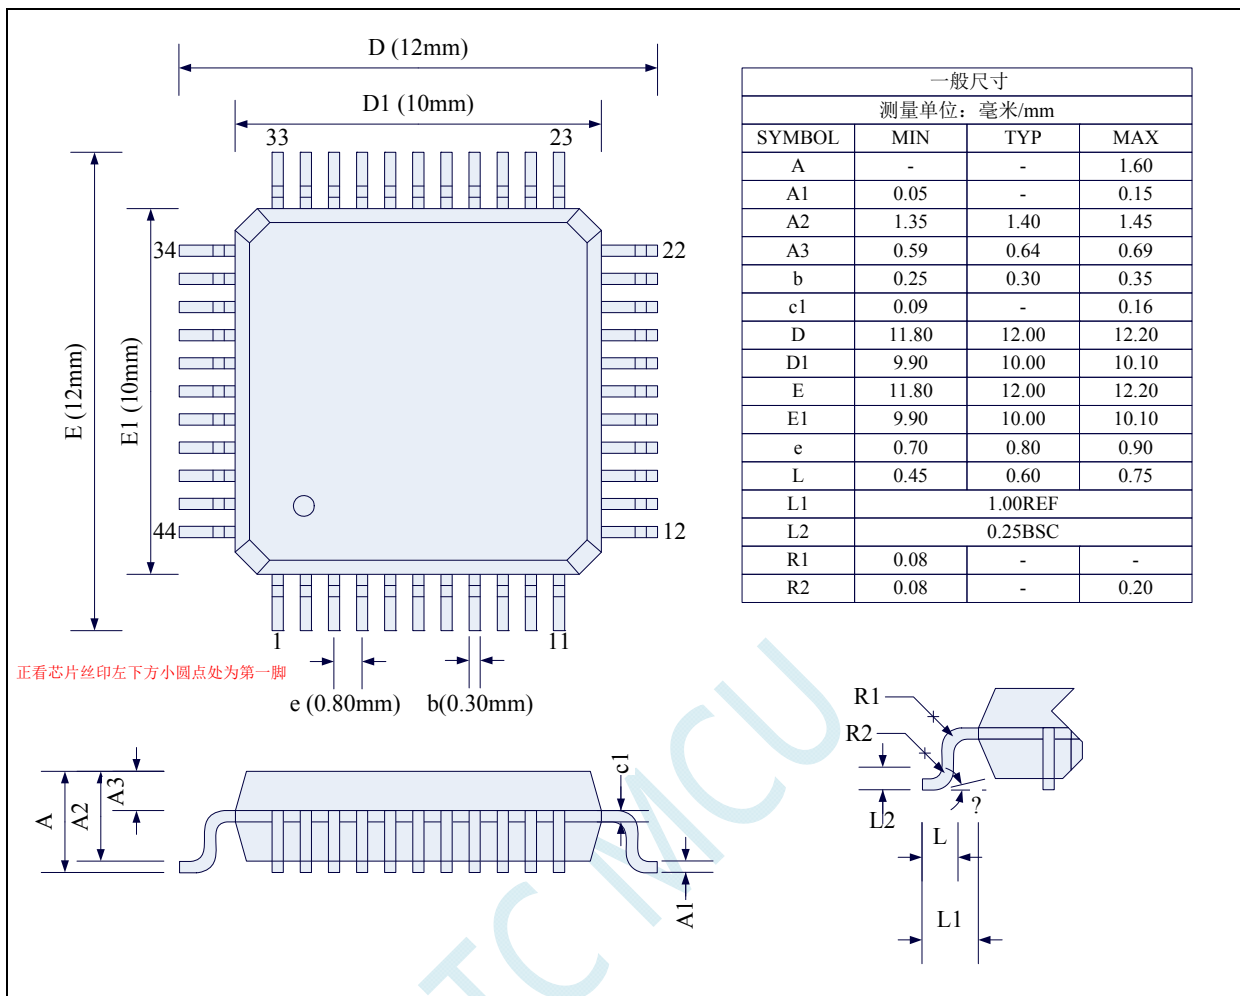 D (12mm)
D1 (10mm)
33 23
34 22
E (12mm)
E1 (10mm)
44 12
1 11
正看芯片丝印左下方小圆点处为第一脚
e (0.80mm) b(0.30mm)
一般尺寸
测量单位：毫米/mm
SYMBOL MIN TYP MAX
A - - 1.60
A1 0.05 - 0.15
A2 1.35 1.40 1.45
A3 0.59 0.64 0.69
b 0.25 0.30 0.35
c1 0.09 - 0.16
D 11.80 12.00 12.20
D1 9.90 10.00 10.10
E 11.80 12.00 12.20
E1 9.90 10.00 10.10
e 0.70 0.80 0.90
L 0.45 0.60 0.75
L1 1.00REF
L2 0.25BSC
R1 0.08 - -
R2 0.08 - 0.20
A
A2
A3
c1
A1
R1
R2
L2
?
L
L1
TC MCU